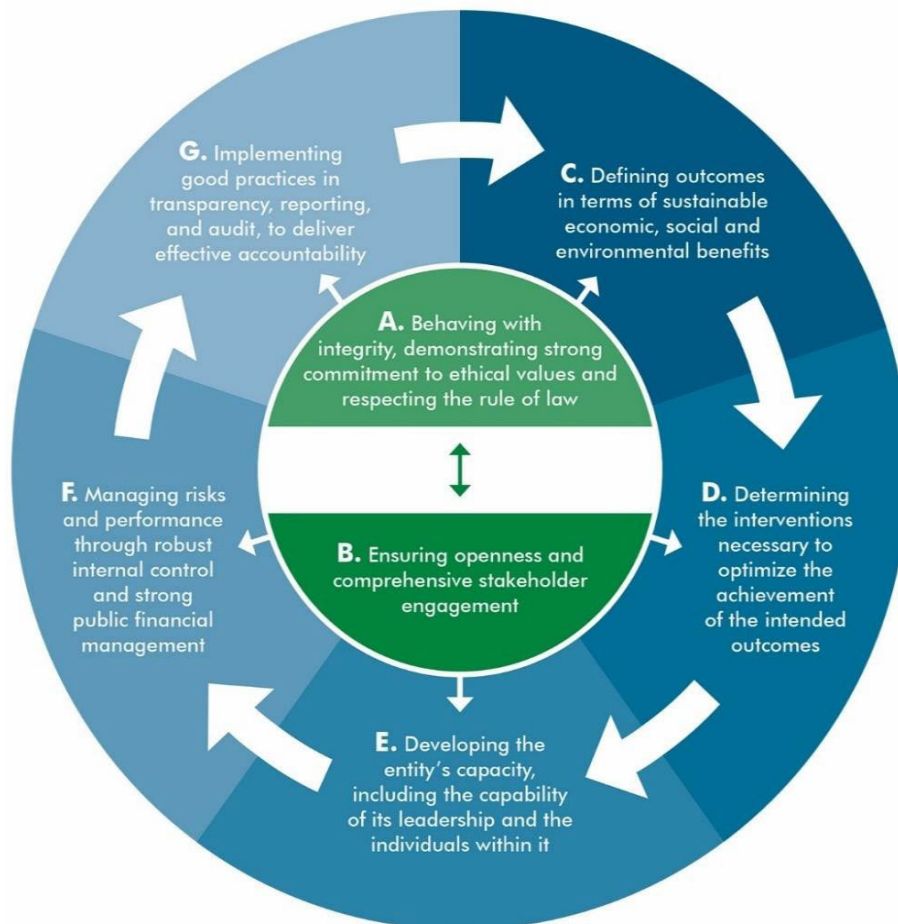 A. Behaving with
integrity, demonstrating strong
commitment to ethical values and
respecting the rule of law
B. Ensuring openness and
comprehensive stakeholder
engagement
C. Defining outcomes
in terms of sustainable
economic, social and
environmental benefits
D. Determining
the interventions
necessary to
optimize the
achievement
of the intended
outcomes
E. Developing the
entity’s capacity,
including the capability
of its leadership and the
individuals within it
F. Managing risks
and performance
through robust
internal control
and strong
public financial
management
G. Implementing
good practices in
transparency, reporting,
and audit, to deliver
effective accountability